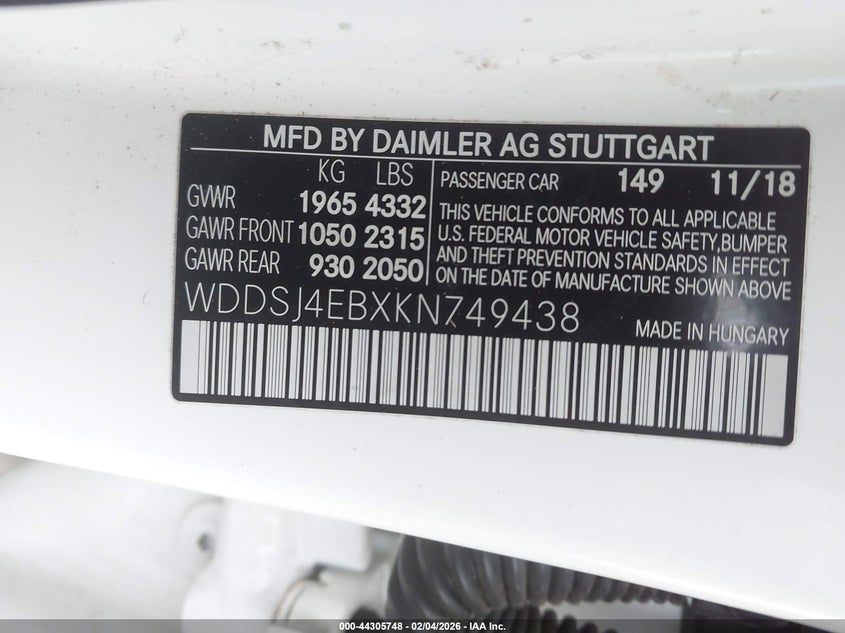 MFD BY DAIMLER AG STUTTGART
KG LBS
GVWR 1965 4332
GAWR FRONT 1050 2315
GAWR REAR 930 2050
PASSENGER CAR 149 11/18
THIS VEHICLE CONFORMS TO ALL APPLICABLE
U.S. FEDERAL MOTOR VEHICLE SAFETY,BUMPER
AND THEFT PREVENTION STANDARDS IN EFFECT
ON THE DATE OF MANUFACTURE SHOWN ABOVE
WDDSJ4EBXKN749438
MADE IN HUNGARY
000-44305748 - 02/04/2026 - IAA Inc.